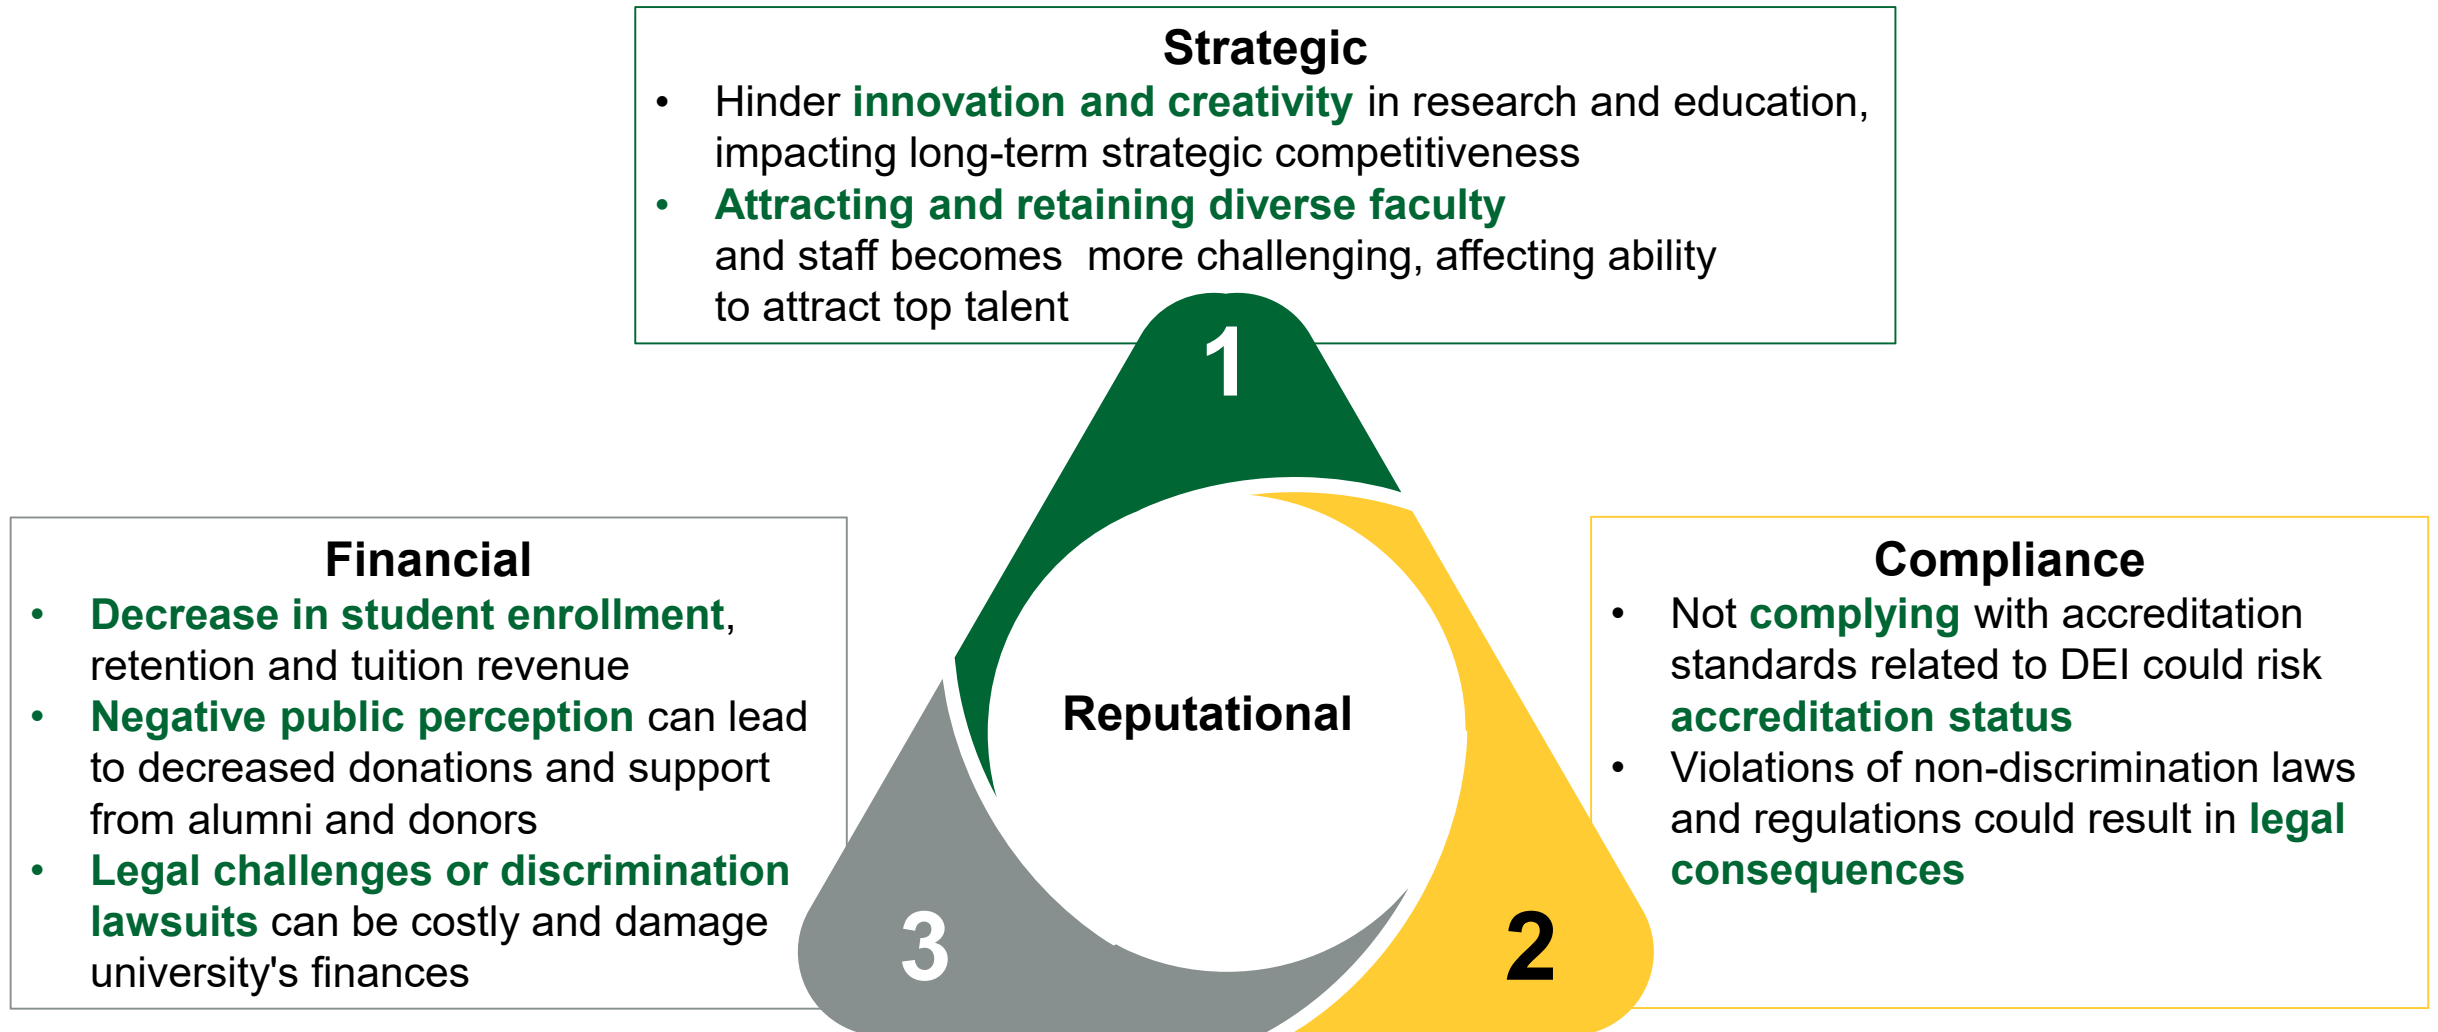 Strategic
• Hinder innovation and creativity in research and education,
impacting long-term strategic competitiveness
• Attracting and retaining diverse faculty
and staff becomes  more challenging, affecting ability
to attract top talent
1
Financial
• Decrease in student enrollment,
retention and tuition revenue
• Negative public perception can lead
to decreased donations and support
from alumni and donors
• Legal challenges or discrimination
lawsuits can be costly and damage
university's finances
3
Reputational
Compliance
• Not complying with accreditation
standards related to DEI could risk
accreditation status
• Violations of non-discrimination laws
and regulations could result in legal
consequences
2